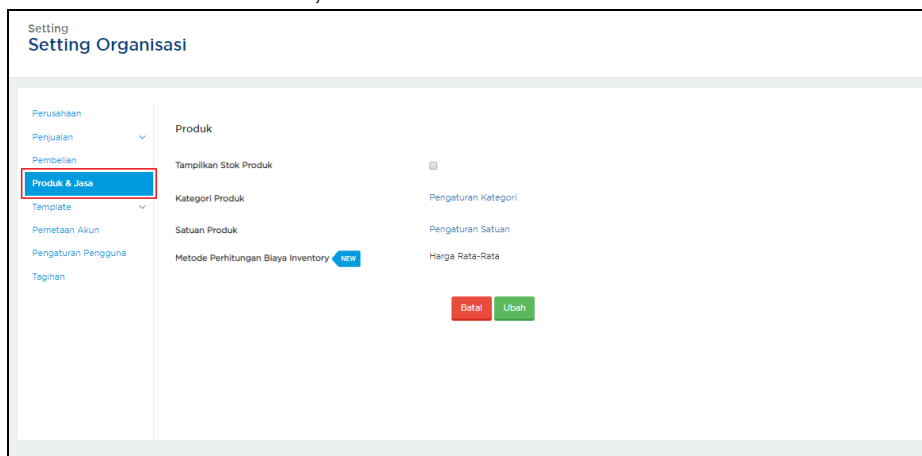 Setting
Setting Organisasi
Perusahaan
Penjualan
Pembelian
Produk & Jasa
Template
Pemetaan Akun
Pengaturan Pengguna
Tagihan
Produk
Tampilkan Stok Produk
Kategori Produk
Pengaturan Kategori
Satuan Produk
Pengaturan Satuan
Metode Perhitungan Biaya Inventory NEW
Harga Rata-Rata
Batal
Ubah